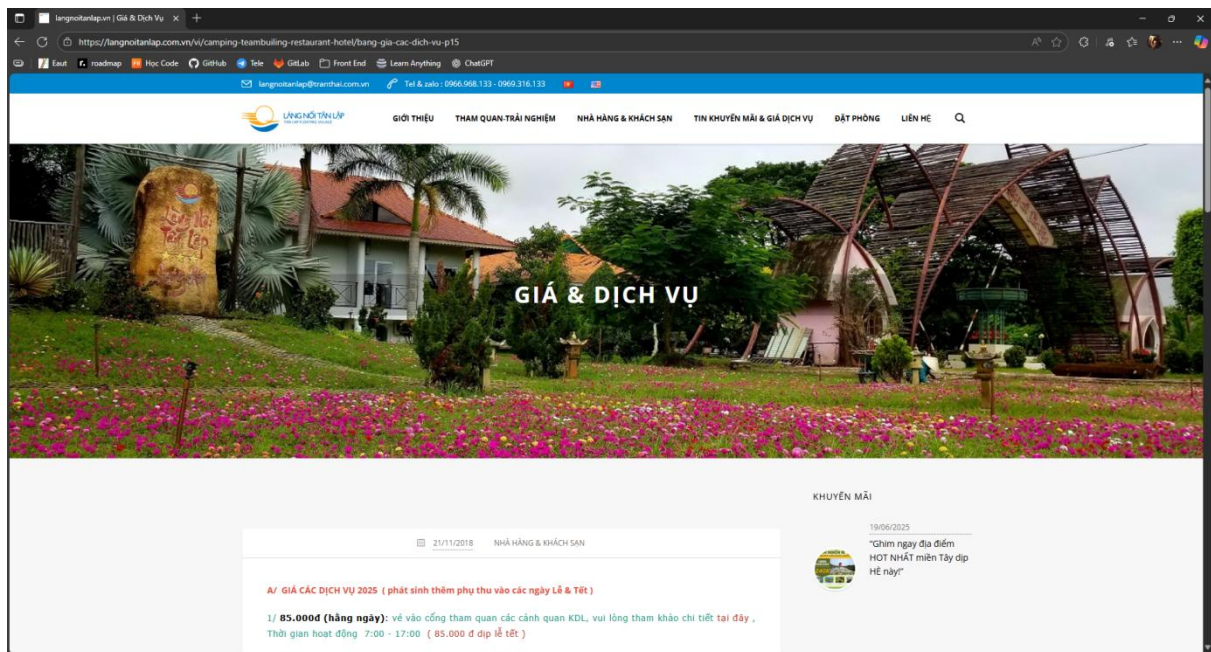 langnoitanlap.vn | Giá & Dịch Vụ
https://langnoitanlap.com.vn/vi/camping-teambuiling-restaurant-hotel/bang-gia-cac-dich-vu-p15
Eaut roadmap Học Code GitHub Tele GitLab Front End Learn Anything ChatGPT
langnoitanlap@tranthai.com.vn Tel & zalo : 0966.968.133 - 0969.316.133
LÀNG NỔI TÂN LẬP
GIỚI THIỆU THAM QUAN-TRẢI NGHIỆM NHÀ HÀNG & KHÁCH SẠN TIN KHUYẾN MÃI & GIÁ DỊCH VỤ ĐẶT PHÒNG LIÊN HỆ
Làng Nổi
Tân Lập
GIÁ & DỊCH VỤ
KHUYẾN MÃI
19/06/2025
“Ghim ngay địa điểm
HOT NHẤT miền Tây dịp
HÈ này!”
21/11/2018 NHÀ HÀNG & KHÁCH SẠN
A/ GIÁ CÁC DỊCH VỤ 2025 ( phát sinh thêm phụ thu vào các ngày Lễ & Tết )
1/ 85.000đ (hằng ngày): vé vào cổng tham quan các cảnh quan KDL, vui lòng tham khảo chi tiết tại đây ,
Thời gian hoạt động 7:00 - 17:00 ( 85.000 đ dịp lễ tết )